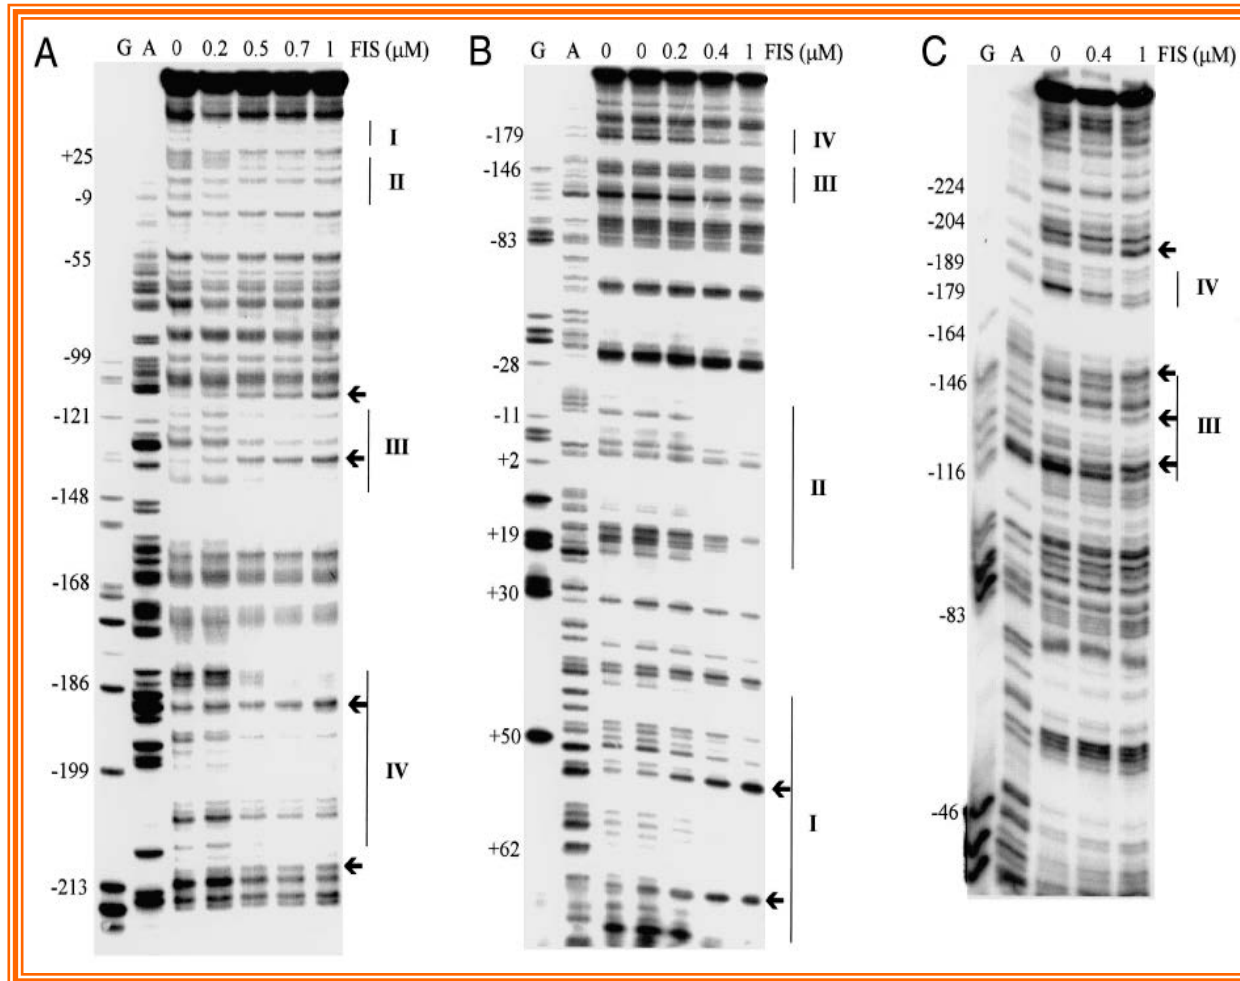 A
G A 0 0.2 0.5 0.7 1 FIS (μM)
I
+25
II
-9
-55
-99
-121
III
-148
-168
-186
IV
-199
-213
B
G A 0 0 0.2 0.4 1 FIS (μM)
-179
IV
-146
III
-83
-28
-11
+2
II
+19
+30
+50
I
+62
C
G A 0 0.4 1 FIS (μM)
-224
-204
-189
-179
IV
-164
-146
III
-116
-83
-46